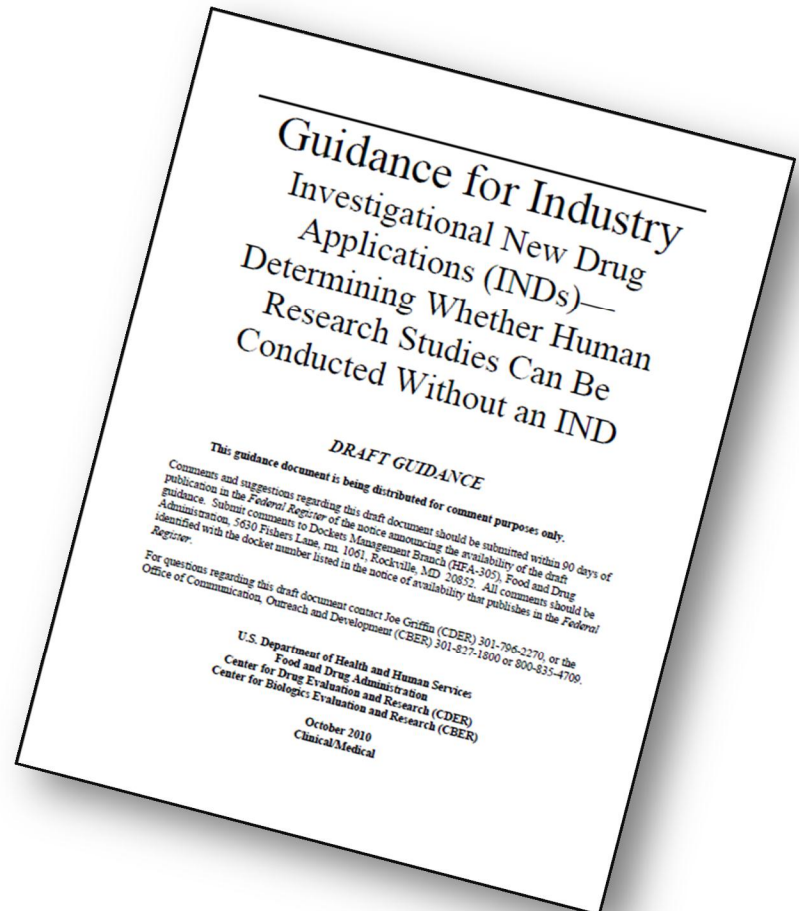 Guidance for Industry
Investigational New Drug
Applications (INDs)—
Determining Whether Human
Research Studies Can Be
Conducted Without an IND
DRAFT GUIDANCE
This guidance document is being distributed for comment purposes only.
Comments and suggestions regarding this draft document should be submitted within 90 days of
publication in the Federal Register of the notice announcing the availability of the draft
guidance. Submit comments to Dockets Management Branch (HFA-305), Food and Drug
Administration, 5630 Fishers Lane, rm. 1061, Rockville, MD 20852. All comments should be
identified with the docket number listed in the notice of availability that publishes in the Federal
Register.
For questions regarding this draft document contact Joe Griffin (CDER) 301-796-2270, or the
Office of Communication, Outreach and Development (CBER) 301-827-1800 or 800-835-4709.
U.S. Department of Health and Human Services
Food and Drug Administration
Center for Drug Evaluation and Research (CDER)
Center for Biologics Evaluation and Research (CBER)
October 2010
Clinical/Medical